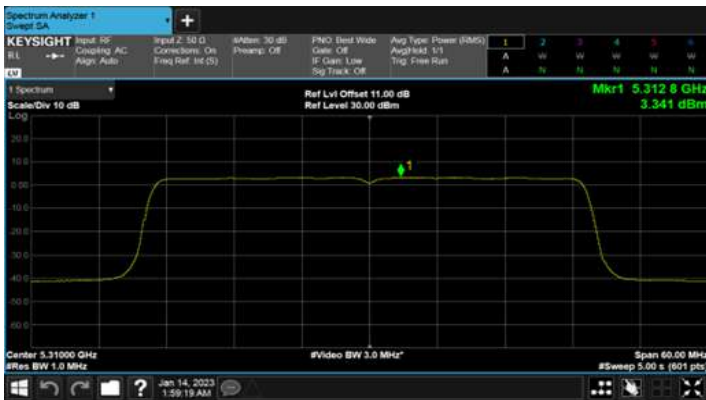 Spectrum Analyzer 1
Swept SA
+
KEYSIGHT Input: RF Input Z: 50 Ω #Atten: 30 dB PNO: Best Wide Avg Type: Power (RMS) 1 2 3 4 5 6
R L Coupling: AC Corrections: On Preamp: Off Gate: Off Avg|Hold: 1/1 A W W W W W
Align: Auto Freq Ref: Int (S) IF Gain: Low Trig: Free Run A N N N N N
Sig Track: Off
1 Spectrum
Mkr1 5.312 8 GHz
Ref Lvl Offset 11.00 dB
Scale/Div 10 dB Ref Level 30.00 dBm 3.341 dBm
Log
20.0
10.0
1
0.00
-10.0
-20.0
-30.0
-40.0
-50.0
-60.0
Center 5.31000 GHz #Video BW 3.0 MHz* Span 60.00 MHz
#Res BW 1.0 MHz #Sweep 5.00 s (601 pts)
? Jan 14, 2023
1:59:19 AM